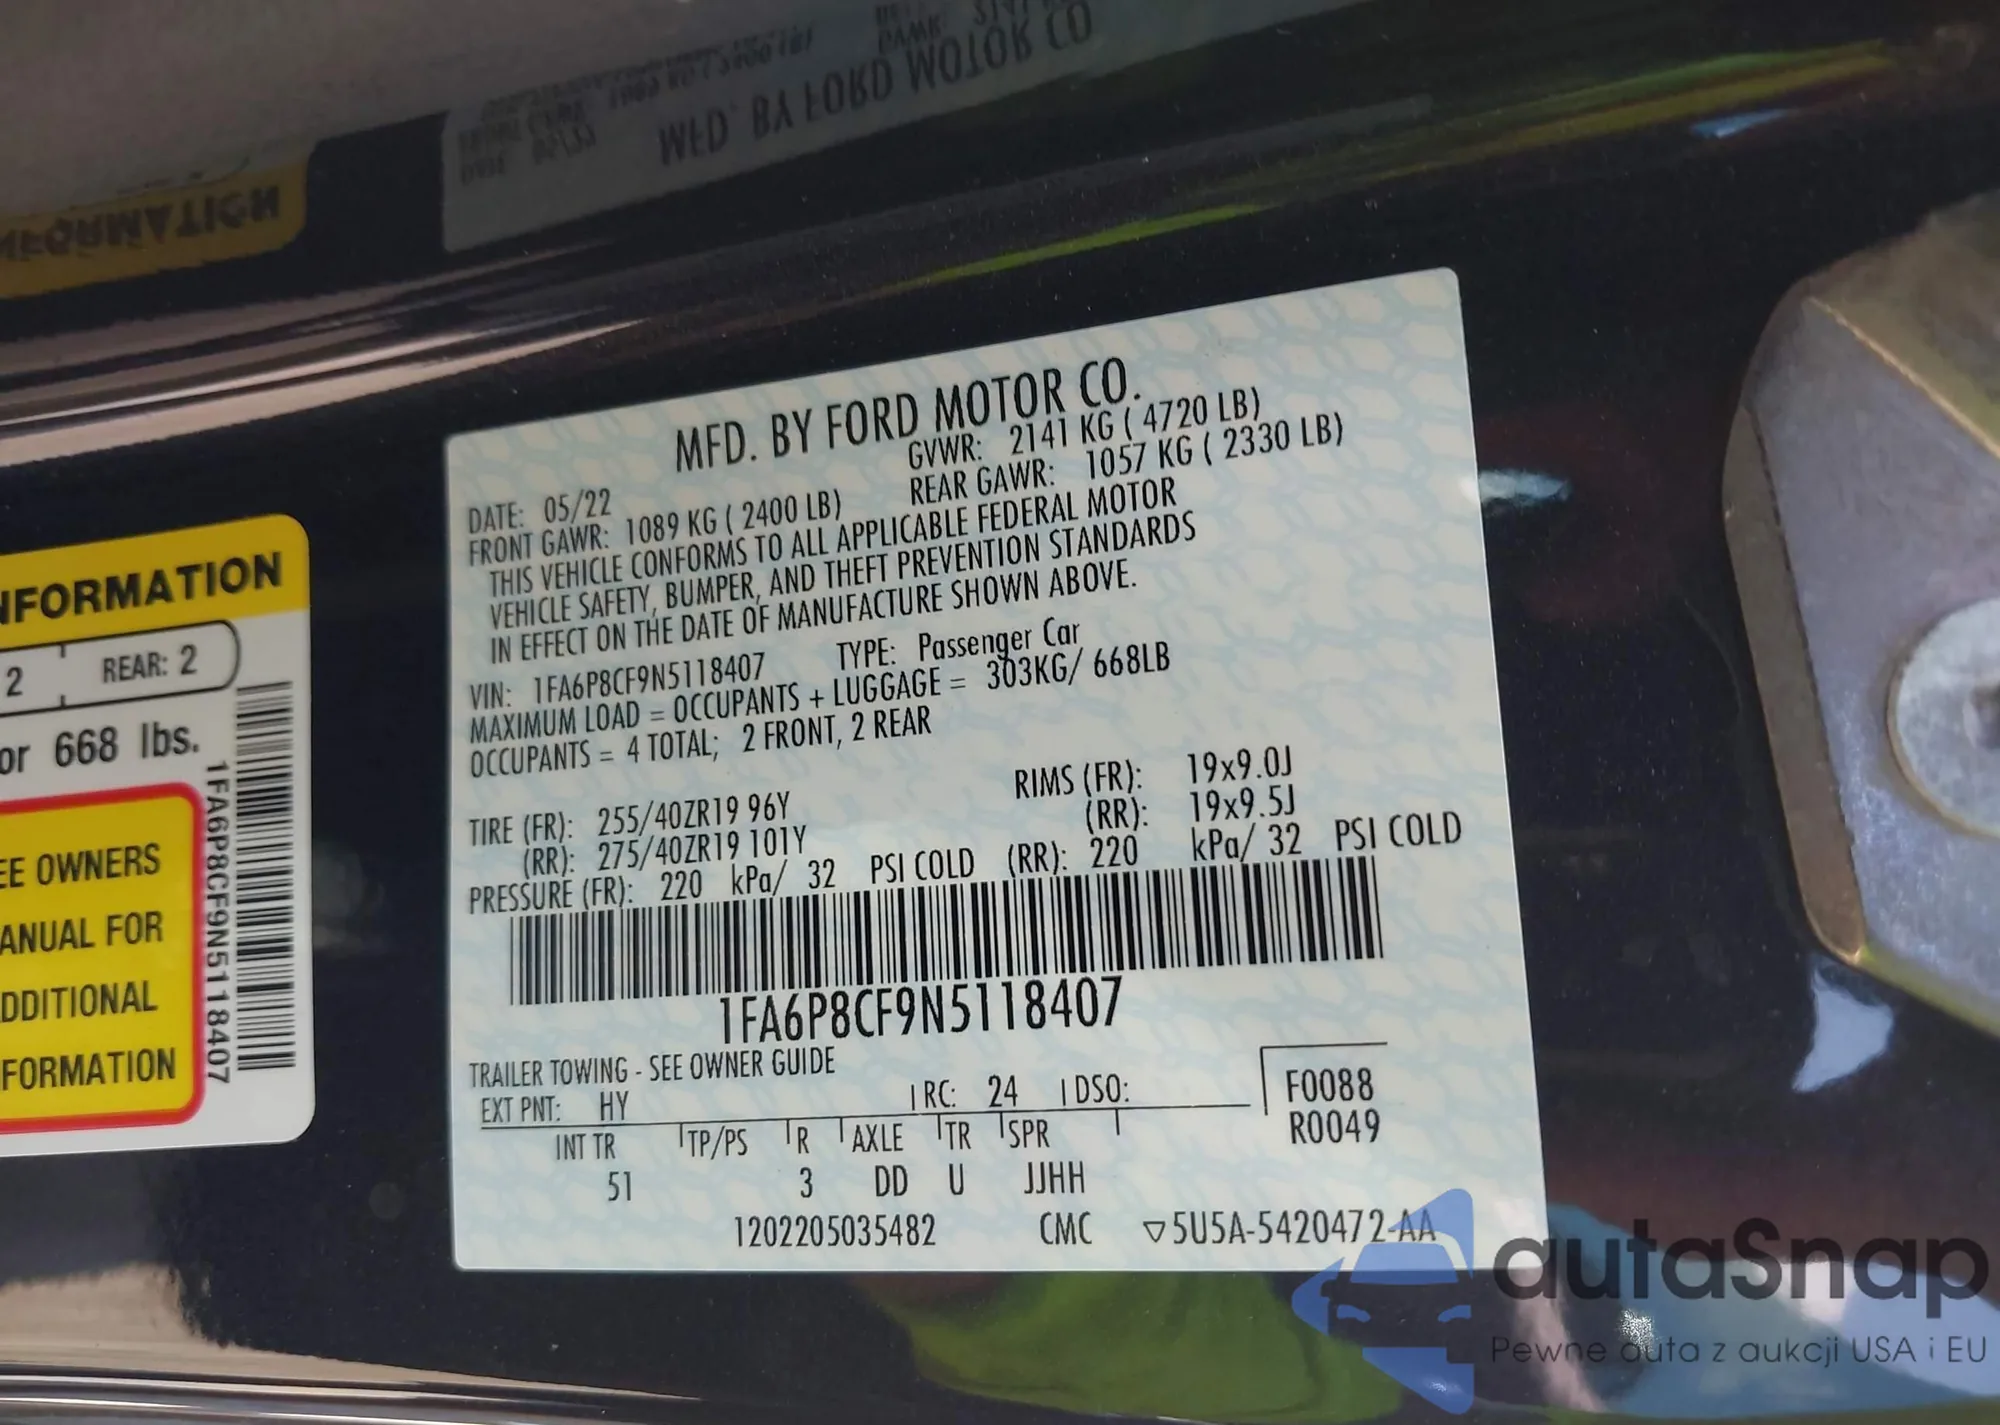 MFD. BY FORD MOTOR CO
INFORMATION
MFD. BY FORD MOTOR CO.
DATE: 05/22 GVWR: 2141 KG ( 4720 LB)
FRONT GAWR: 1089 KG ( 2400 LB) REAR GAWR: 1057 KG ( 2330 LB)
THIS VEHICLE CONFORMS TO ALL APPLICABLE FEDERAL MOTOR
VEHICLE SAFETY, BUMPER, AND THEFT PREVENTION STANDARDS
IN EFFECT ON THE DATE OF MANUFACTURE SHOWN ABOVE.
VIN: 1FA6P8CF9N5118407 TYPE: Passenger Car
MAXIMUM LOAD = OCCUPANTS + LUGGAGE = 303KG/ 668LB
OCCUPANTS = 4 TOTAL; 2 FRONT, 2 REAR
TIRE (FR): 255/40ZR19 96Y RIMS (FR): 19x9.0J
(RR): 275/40ZR19 101Y (RR): 19x9.5J
PRESSURE (FR): 220 kPa/ 32 PSI COLD (RR): 220 kPa/ 32 PSI COLD
1FA6P8CF9N5118407
TRAILER TOWING - SEE OWNER GUIDE
EXT PNT: HY RC: 24 DSO: F0088
R0049
INT TR TP/PS R AXLE TR SPR
51 3 DD U JJHH
1202205035482 CMC ▽5U5A-5420472-AA
NFORMATION
2 REAR: 2
or 668 lbs.
EE OWNERS
ANUAL FOR
DDITIONAL
FORMATION
1FA6P8CF9N5118407
autaSnap
Pewne auta z aukcji USA i EU